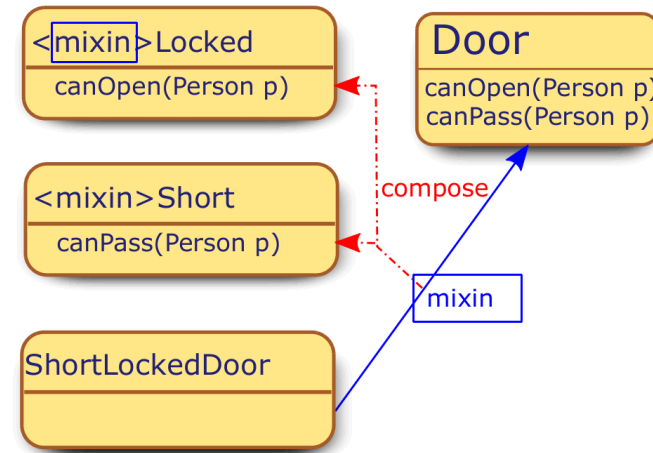 <mixin>Locked
canOpen(Person p)
Door
canOpen(Person p)
canPass(Person p)
<mixin>Short
canPass(Person p)
compose
mixin
ShortLockedDoor